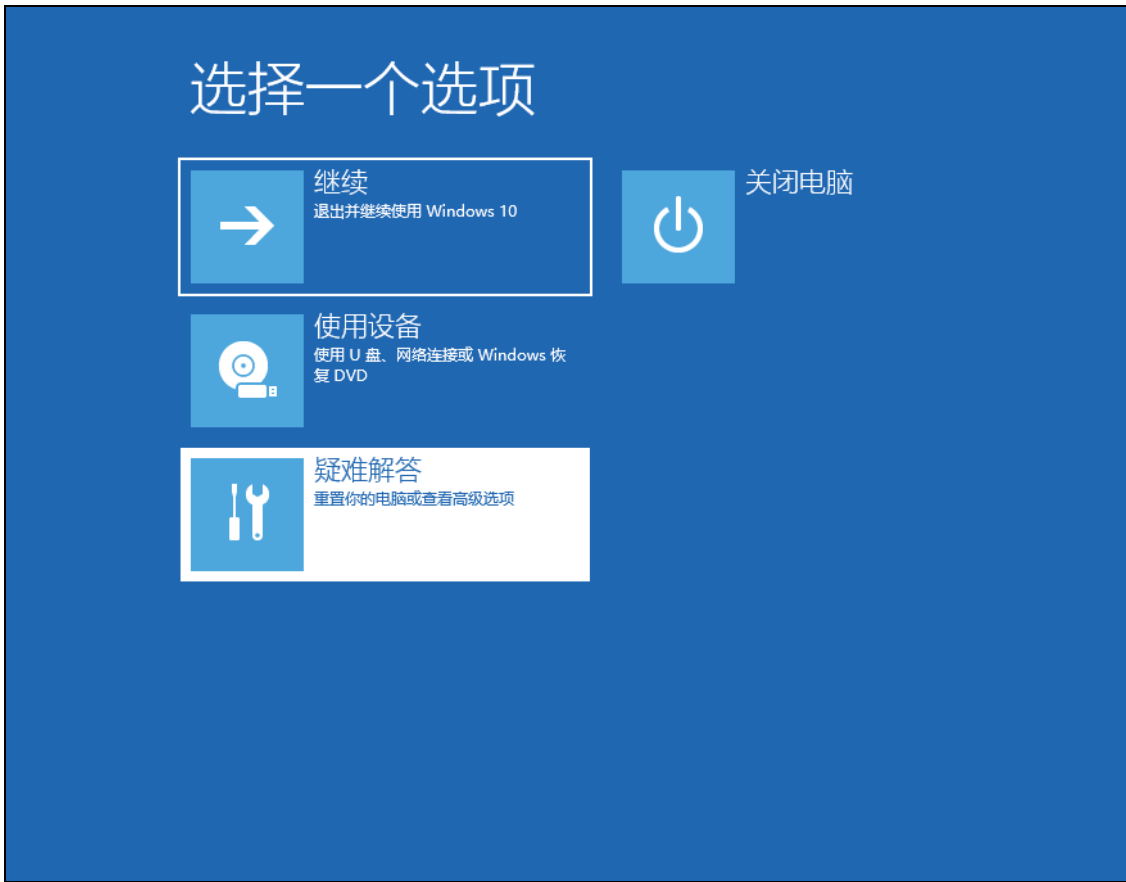 选择一个选项
继续
退出并继续使用 Windows 10
关闭电脑
使用设备
使用 U 盘、网络连接或 Windows 恢
复 DVD
疑难解答
重置你的电脑或查看高级选项